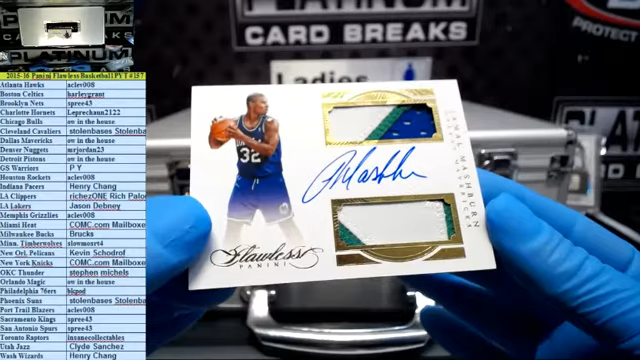 PLATINUM
CARD BREAKS
Ladies
PROTECT
2015-16 Panini Flawless Basketball PYT #157
Atlanta Hawks aclev008
Boston Celtics harleygrant
Brooklyn Nets spree43
Charlotte Hornets Leprechaun2122
Chicago Bulls ow in the house
Cleveland Cavaliers stolenbases Stolenba
Dallas Mavericks ow in the house
Denver Nuggets mrjordan23
Detroit Pistons ow in the house
GS Warriors P Y
Houston Rockets aclev008
Indiana Pacers Henry Chang
LA Clippers richezONE Rich Palo
LA Lakers Jason Debney
Memphis Grizzlies aclev008
Miami Heat COMC.com Mailboxe
Milwaukee Bucks Brucks
Minn. Timberwolves slowmosrt4
New Orl. Pelicans Kevin Schodrof
New York Knicks COMC.com Mailboxe
OKC Thunder stephen michels
Orlando Magic ow in the house
Philadelphia 76ers
Phoenix Suns stolenbases Stolenba
Port Trail Blazers aclev008
Sacramento Kings spree43
San Antonio Spurs spree43
Toronto Raptors insanecollectables
Utah Jazz Clyde Sanchez
Wash Wizards Henry Chang
32
JAMAL MASHBURN
MAVERICKS
Flawless
PANINI